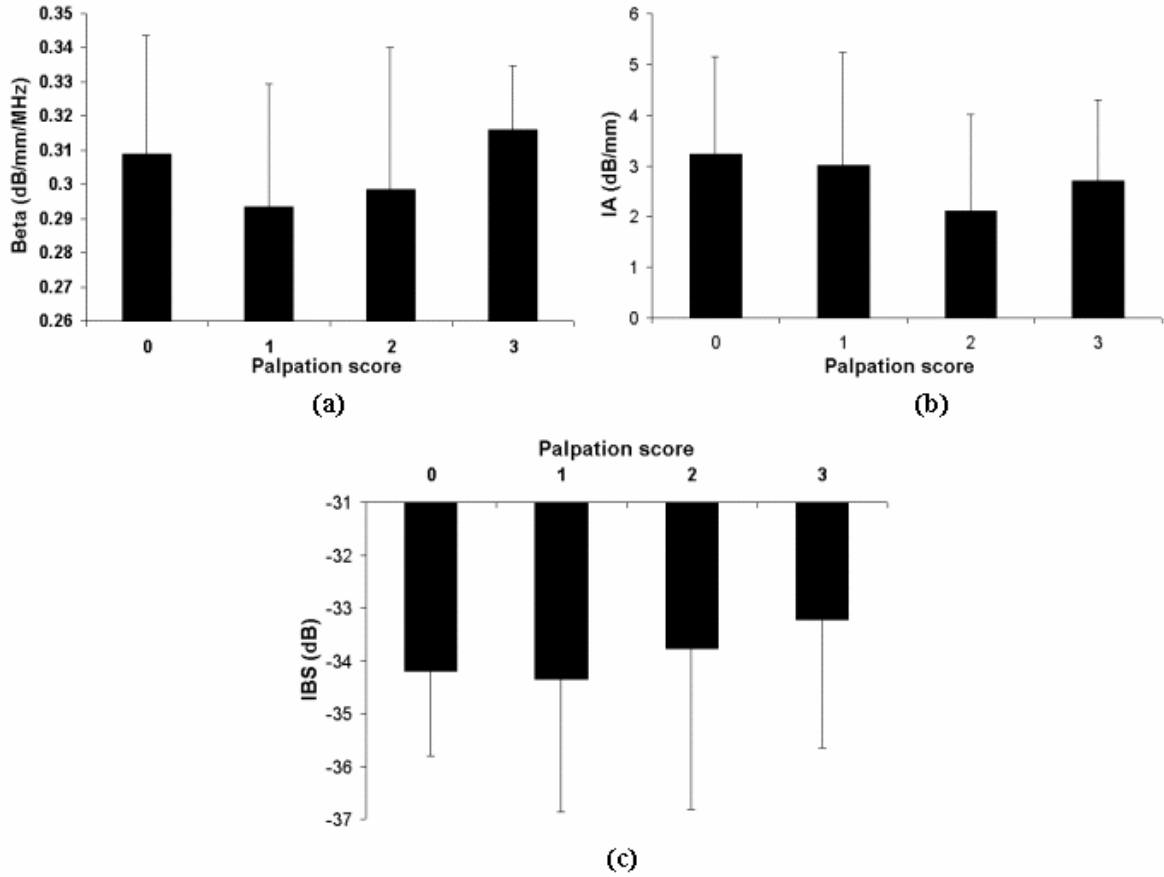 0.35
0.34
0.33
0.32
0.31
0.3
0.29
0.28
0.27
0.26
Beta (dB/mm/MHz)
0 1 2 3
Palpation score
(a)
6
5
4
3
2
1
0
IA (dB/mm)
0 1 2 3
Palpation score
(b)
Palpation score
0 1 2 3
-31
-32
-33
-34
-35
-36
-37
IBS (dB)
(c)